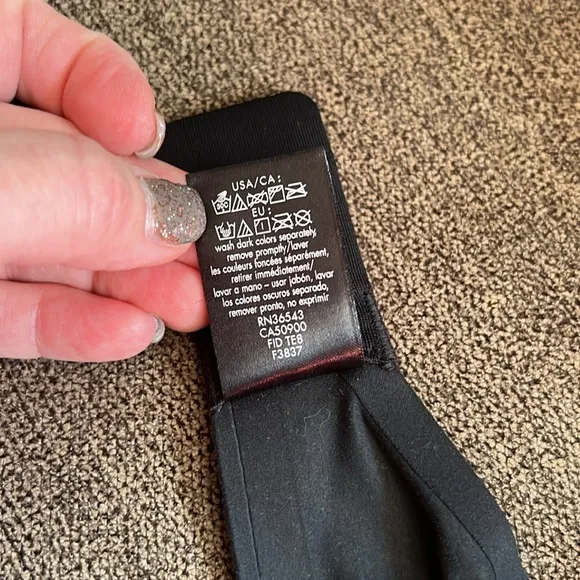 USA/CA:
EU:
wash dark colors separately,
remove promptly/laver
les couleurs foncées séparément,
retirer immédiatement/
lavar a mano – usar jabón, lavar
los colores oscuros separado,
remover pronto, no exprimir
RN36543
CA50900
FID TE8
F3837